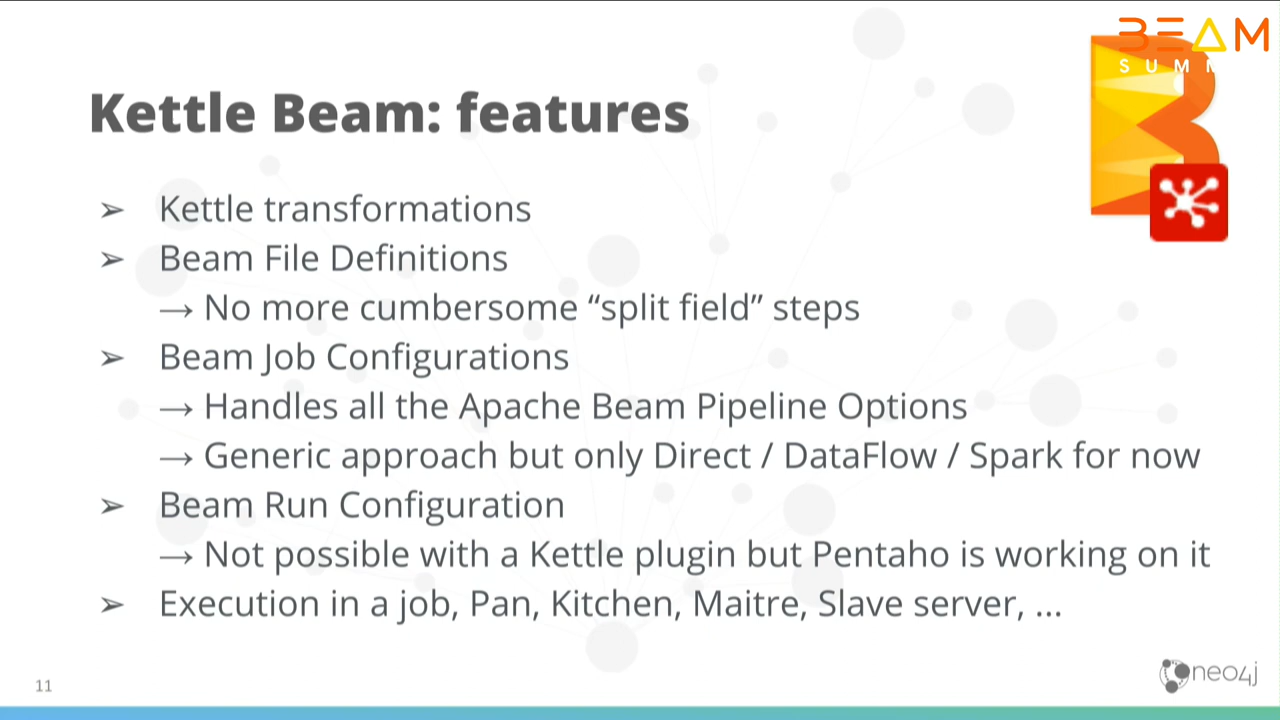 BEAM
SUMM
Kettle Beam: features
➢ Kettle transformations
➢ Beam File Definitions
→ No more cumbersome “split field” steps
➢ Beam Job Configurations
→ Handles all the Apache Beam Pipeline Options
→ Generic approach but only Direct / DataFlow / Spark for now
➢ Beam Run Configuration
→ Not possible with a Kettle plugin but Pentaho is working on it
➢ Execution in a job, Pan, Kitchen, Maitre, Slave server, ...
11
neo4j